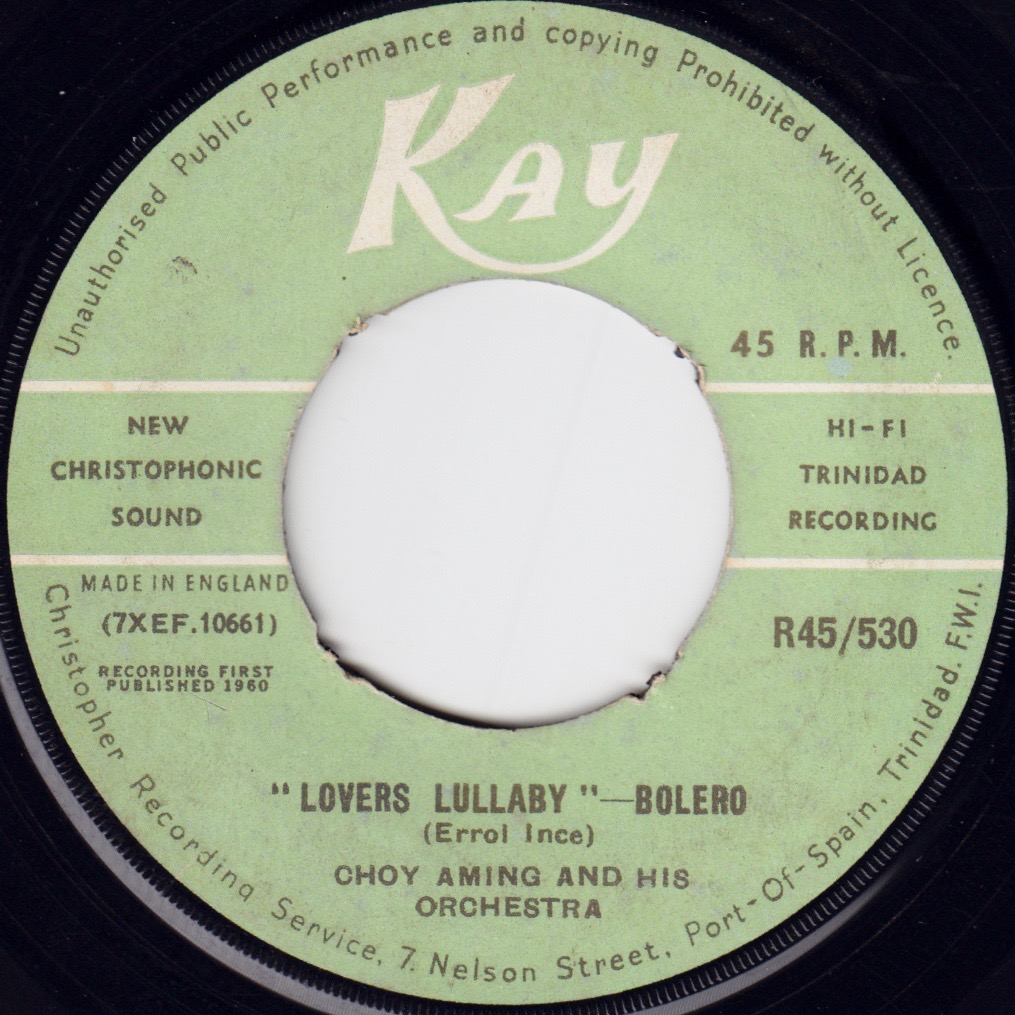 Unauthorised Public Performance and copying Prohibited without Licence.
Kay
45 R. P. M.
NEW
CHRISTOPHONIC
SOUND
HI-FI
TRINIDAD
RECORDING
MADE IN ENGLAND
(7XEF.10661)
RECORDING FIRST
PUBLISHED 1960
R45/530
"LOVERS LULLABY"—BOLERO
(Errol Ince)
CHOY AMING AND HIS
ORCHESTRA
Christopher Recording Service, 7. Nelson Street, Port-Of-Spain, Trinidad. F.W.I.